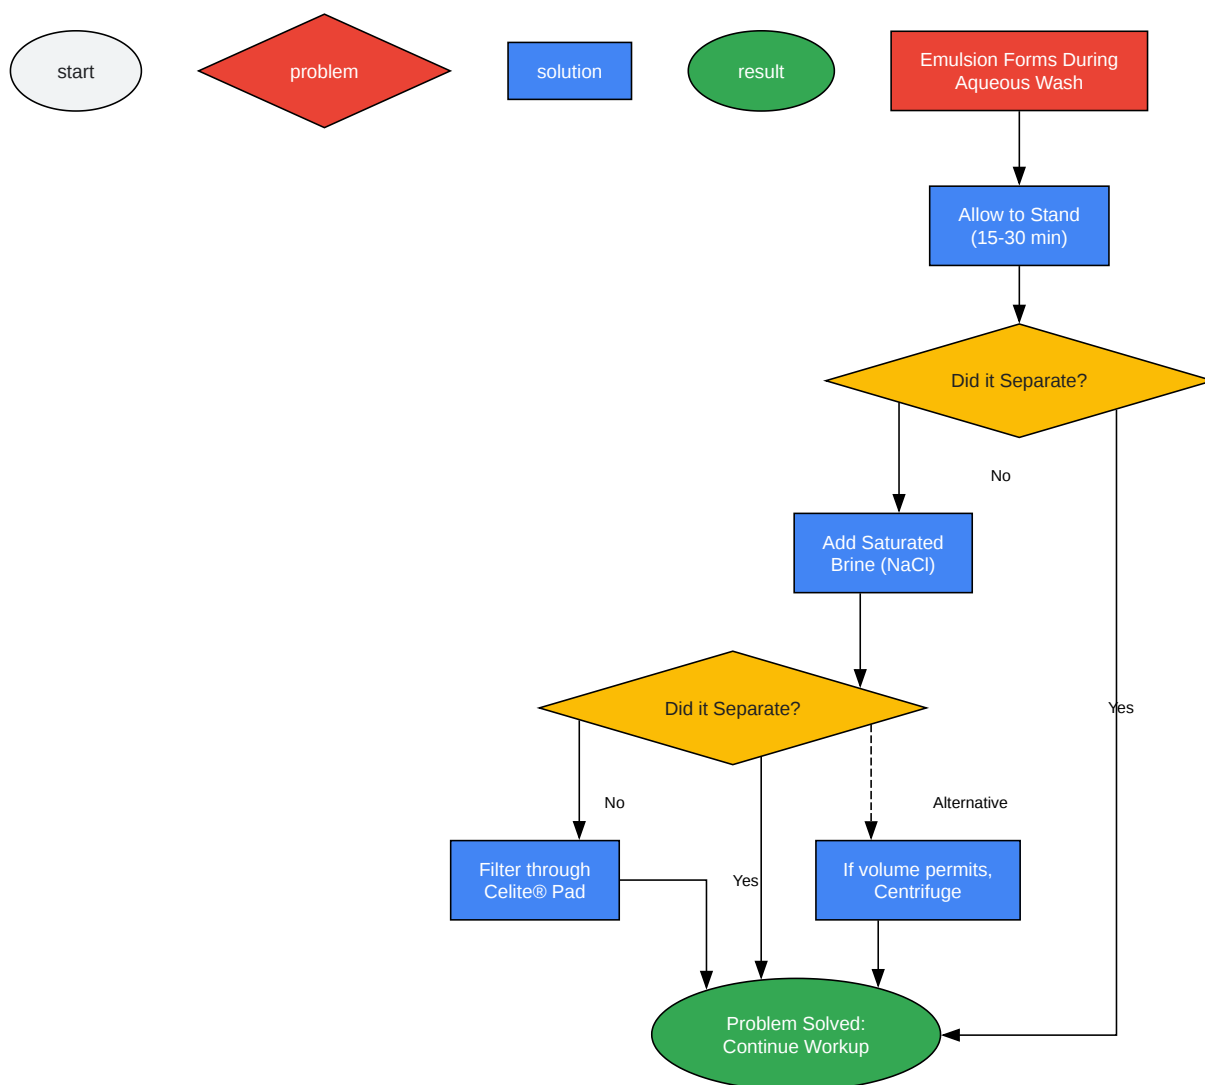 start
problem
solution
result
Emulsion Forms During
Aqueous Wash
Allow to Stand
(15-30 min)
Did it Separate?
No
Add Saturated
Brine (NaCl)
Did it Separate?
Yes
No
Alternative
Filter through
Celite® Pad
Yes
If volume permits,
Centrifuge
Problem Solved:
Continue Workup